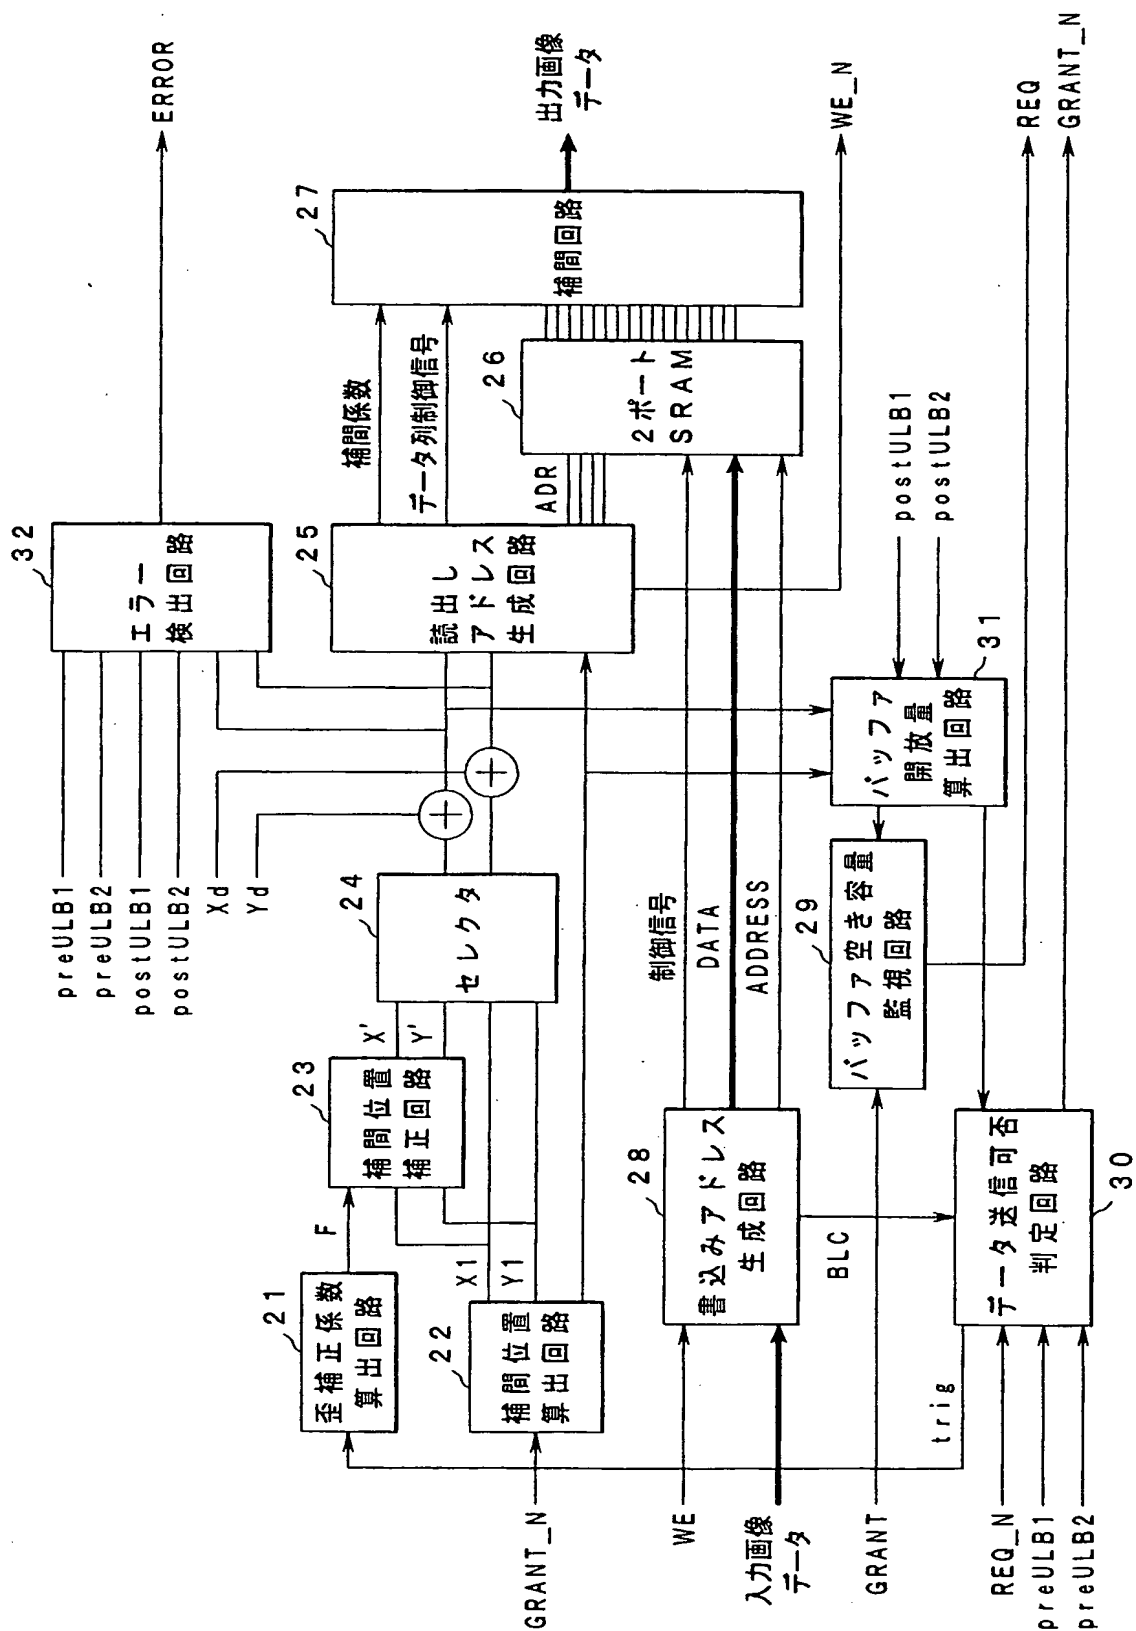 preULB1
preULB2
postULB1
postULB2
Xd
Yd
32
エラー
検出回路
ERROR
21
歪補正係数
算出回路
F
23
補間位置
補正回路
X'
Y'
24
セレクタ
25
読出し
アドレス
生成回路
補間係数
データ列制御信号
ADR
27
補間回路
出力画像
データ
GRANT_N
22
補間位置
算出回路
X1
Y1
26
2ポート
SRAM
WE
入力画像
データ
28
書込みアドレス
生成回路
制御信号
DATA
ADDRESS
WE_N
BLC
GRANT
29
バッファ空き容量
監視回路
31
バッファ
開放量
算出回路
postULB1
postULB2
REQ
GRANT_N
trig
REQ_N
preULB1
preULB2
データ送信可否
判定回路
30